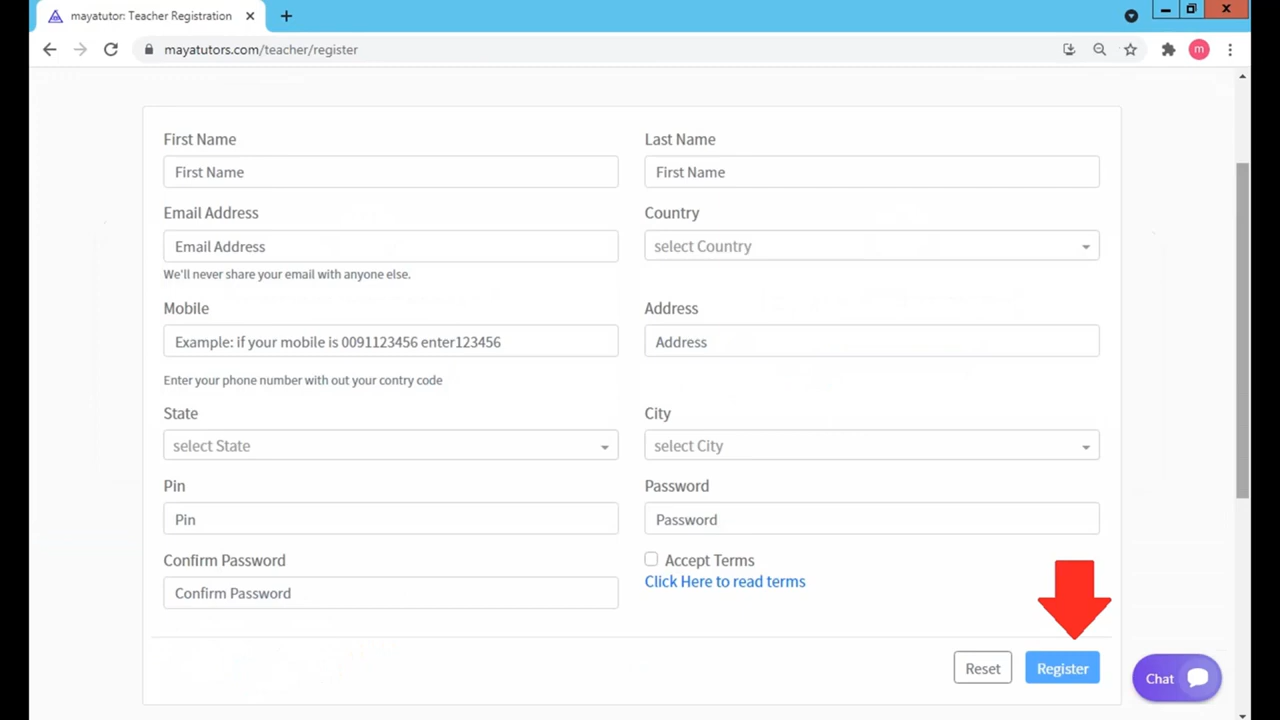 mayatutor: Teacher Registration
mayatutors.com/teacher/register
m
First Name
Last Name
First Name
First Name
Email Address
Country
Email Address
select Country
We'll never share your email with anyone else.
Mobile
Address
Example: if your mobile is 0091123456 enter123456
Address
Enter your phone number with out your contry code
State
City
select State
select City
Pin
Password
Pin
Password
Confirm Password
Accept Terms
Click Here to read terms
Confirm Password
Reset
Register
Chat